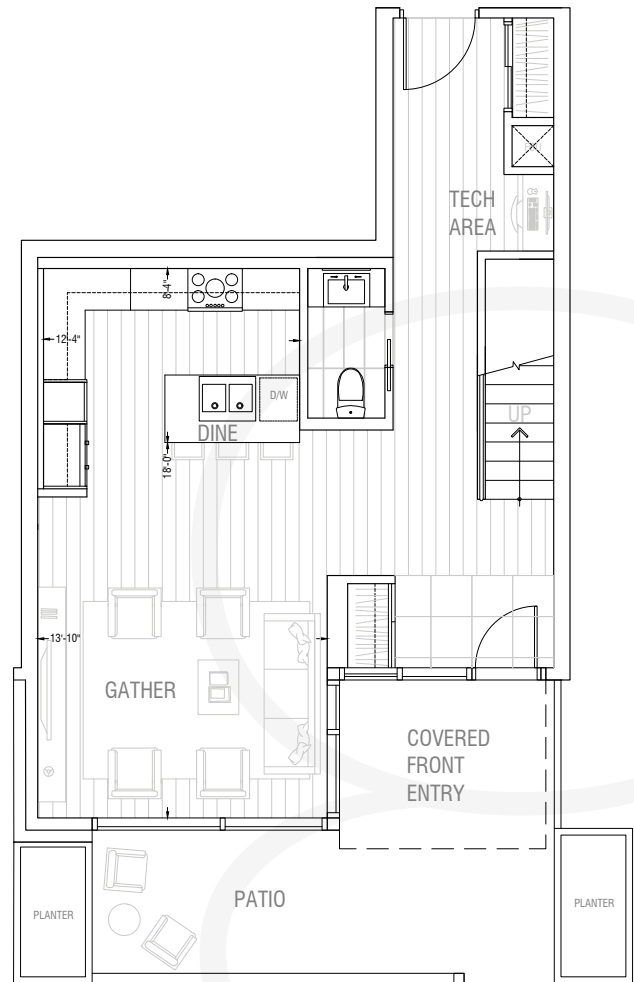 TECH
AREA
8'-4"
12'-4"
D/W
UP
DINE
18'-0"
13'-10"
GATHER
COVERED
FRONT
ENTRY
PATIO
PLANTER
PLANTER